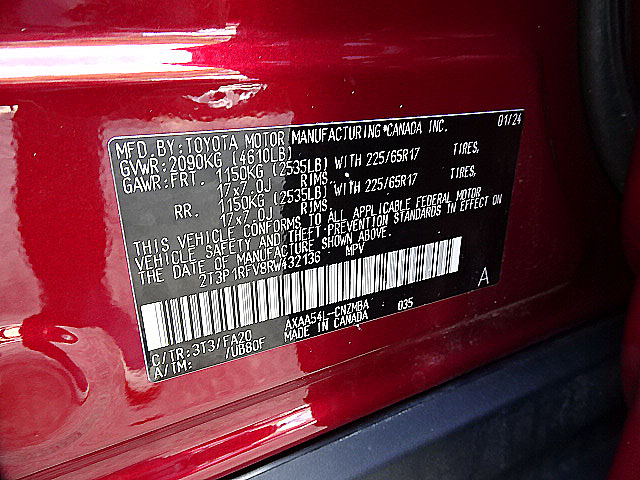 MFD. BY: TOYOTA MOTOR MANUFACTURING *CANADA INC. 01/24
GVWR: 2090KG (4610LB)
GAWR: FRT. 1150KG (2535LB) WITH 225/65R17 TIRES,
17x7.0J RIMS,
RR. 1150KG (2535LB) WITH 225/65R17 TIRES,
17x7.0J RIMS.
THIS VEHICLE CONFORMS TO ALL APPLICABLE FEDERAL MOTOR
VEHICLE SAFETY AND THEFT PREVENTION STANDARDS IN EFFECT ON
THE DATE OF MANUFACTURE SHOWN ABOVE.
2T3P1RFV8RW432136 MPV
A
C/TR: 3T3/FA20 AXAA54L-CNZMBA 035
A/TM: /UB80F MADE IN CANADA